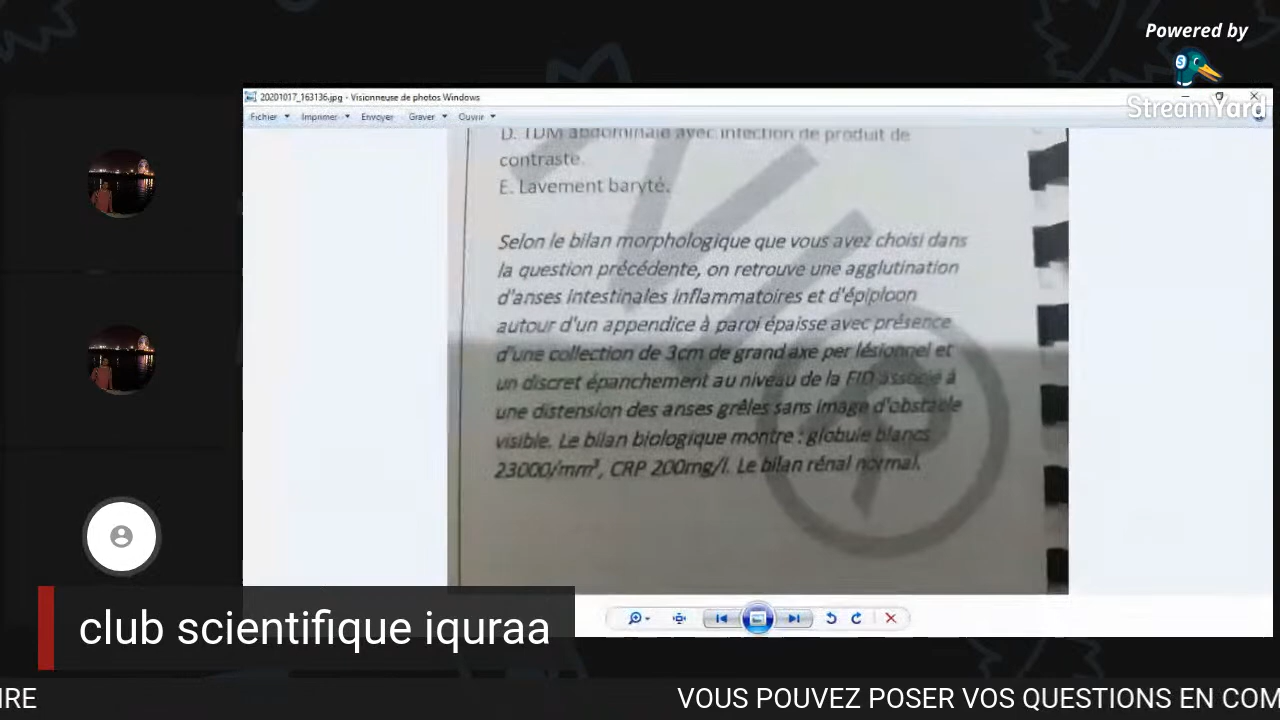 Powered by
StreamYard
20201017_163136.jpg - Visionneuse de photos Windows
Fichier Imprimer Envoyer Graver Ouvrir
D. TDM abdominale avec infection de produit de
contraste.
E. Lavement baryté.
Selon le bilan morphologique que vous avez choisi dans
la question précédente, on retrouve une agglutination
d'anses intestinales inflammatoires et d'épiploon
autour d'un appendice à paroi épaisse avec présence
d'une collection de 3cm de grand axe per lésionnel et
un discret épanchement au niveau de la FID associé à
une distension des anses grêles sans image d'obstacle
visible. Le bilan biologique montre : globule blancs
23000/mm³, CRP 200mg/l. Le bilan rénal normal.
club scientifique iquraa
IRE
VOUS POUVEZ POSER VOS QUESTIONS EN COM